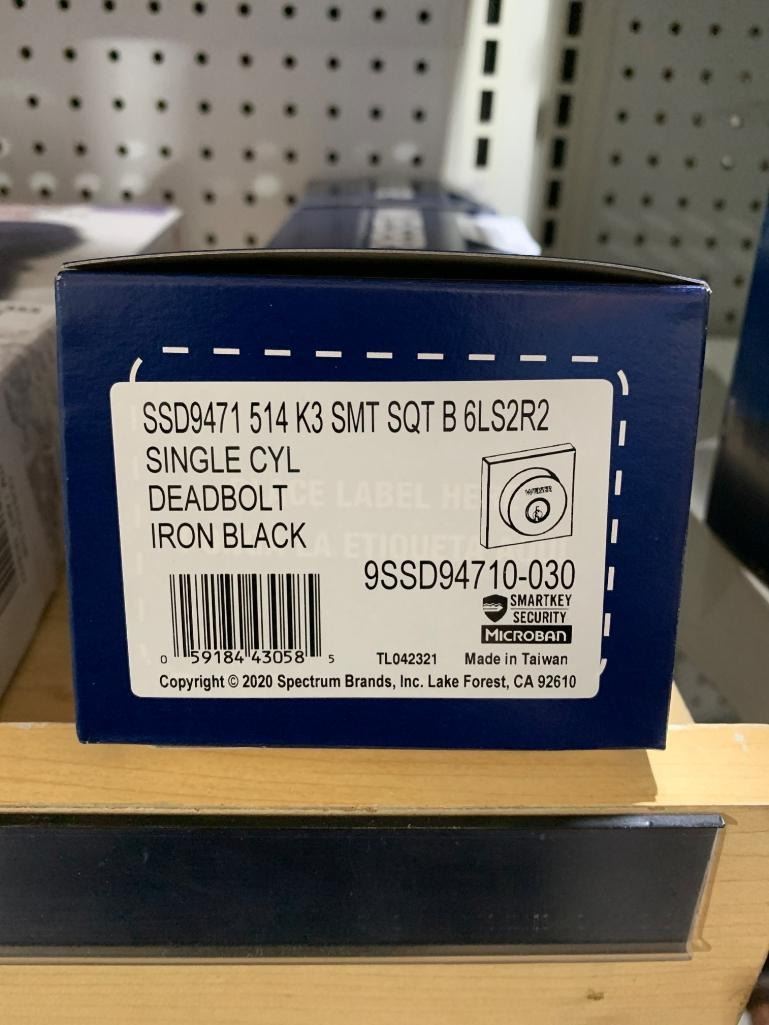 SSD9471 514 K3 SMT SQT B 6LS2R2
SINGLE CYL
DEADBOLT
IRON BLACK
WEISER
9SSD94710-030
SMARTKEY
SECURITY
MICROBAN
0 59184 43058 5
TL042321 Made in Taiwan
Copyright © 2020 Spectrum Brands, Inc. Lake Forest, CA 92610